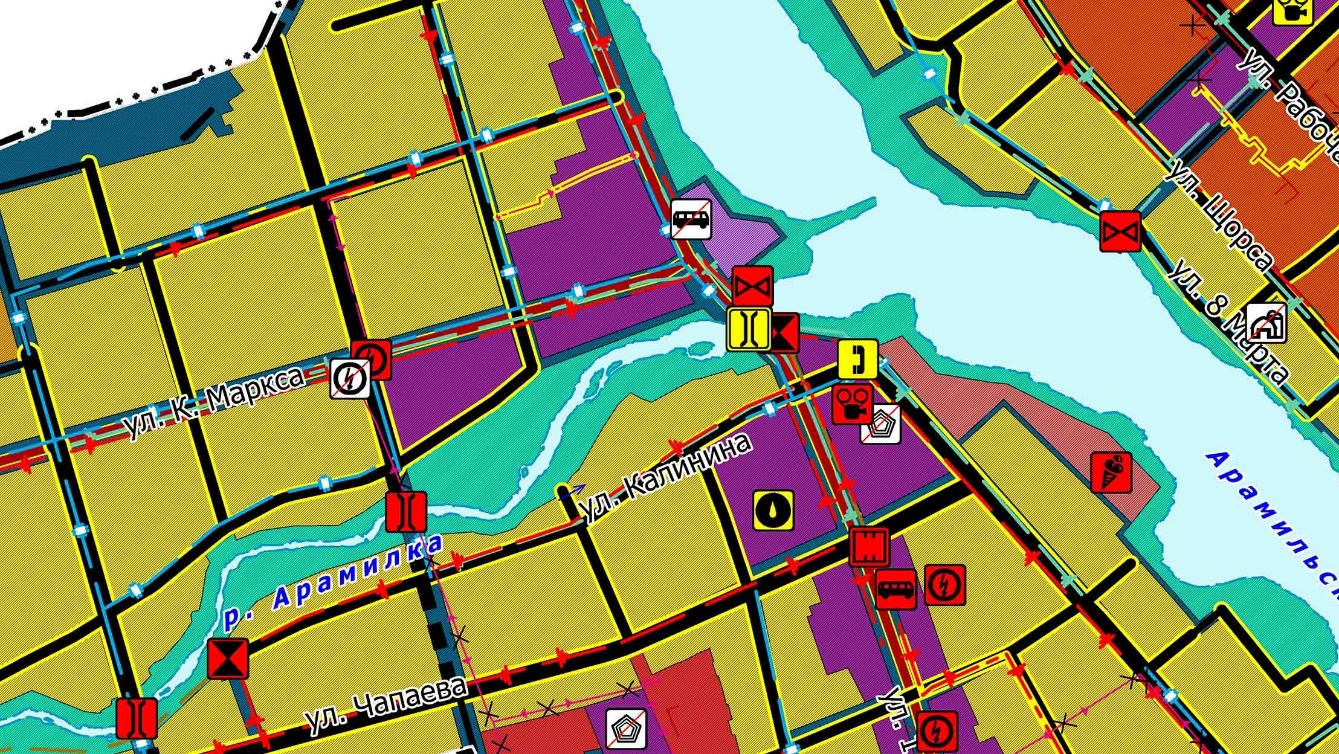 ул. Рабоча
ул. Щорса
ул. 8 Марта
ул. К. Маркса
ул. Калинина
Арамильск
р. Арамилка
ул. Чапаева
ул.